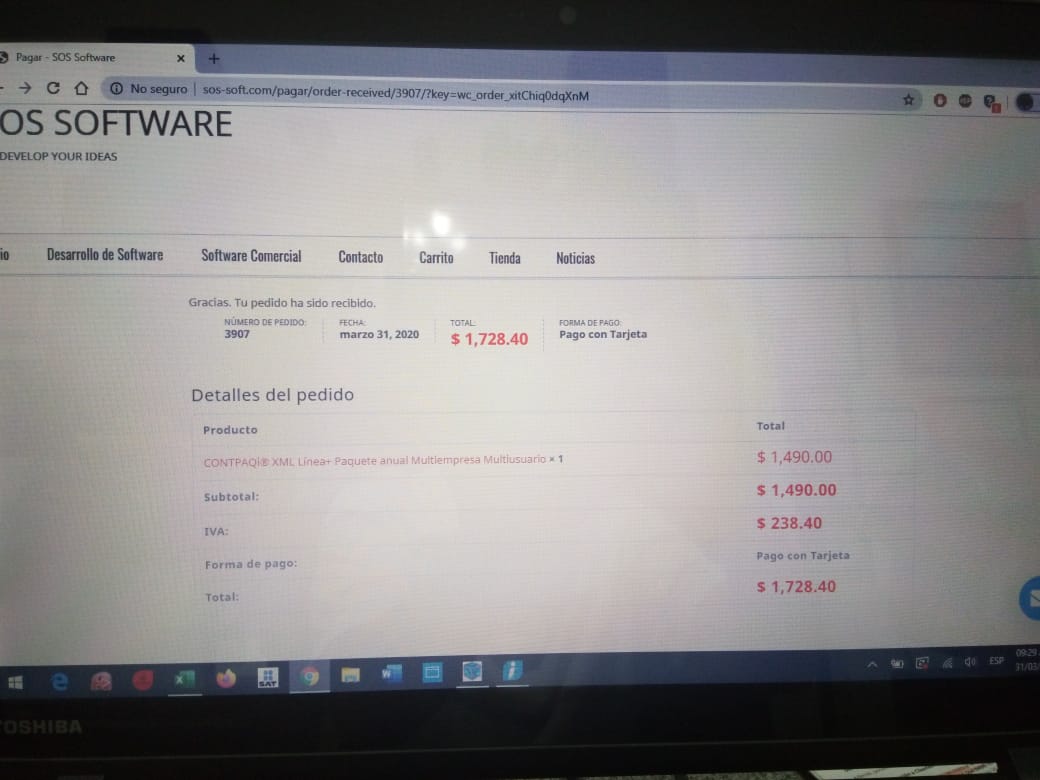 Pagar - SOS Software
No seguro | sos-soft.com/pagar/order-received/3907/?key=wc_order_xitChiq0dqXnM
OS SOFTWARE
DEVELOP YOUR IDEAS
io Desarrollo de Software Software Comercial Contacto Carrito Tienda Noticias
Gracias. Tu pedido ha sido recibido.
NÚMERO DE PEDIDO: FECHA: TOTAL: FORMA DE PAGO:
3907 marzo 31, 2020 $ 1,728.40 Pago con Tarjeta
Detalles del pedido
Producto Total
CONTPAQi® XML Línea+ Paquete anual Multiempresa Multiusuario × 1 $ 1,490.00
Subtotal: $ 1,490.00
IVA: $ 238.40
Forma de pago: Pago con Tarjeta
Total: $ 1,728.40
SAT
ESP
09:29
31/03
TOSHIBA